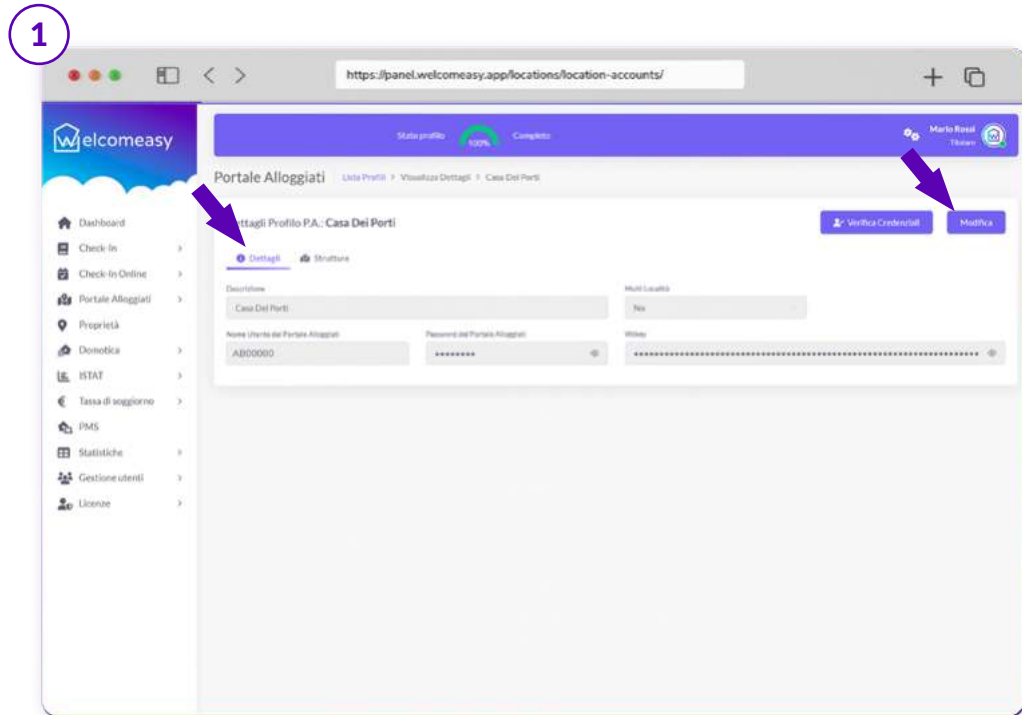 1
https://panel.welcomeasy.app/locations/location-accounts/
Welcomeasy
Stato profilo 100% Completo
Mario Rossi
Titolare
Portale Alloggiati Lista Profili > Visualizza Dettagli > Casa Dei Porti
Dettagli Profilo P.A.: Casa Dei Porti
Verifica Credenziali Modifica
Dettagli Strutture
Descrizione Multi Località
Casa Dei Porti No
Nome Utente del Portale Alloggiati Password del Portale Alloggiati Wskey
AB00000 ******** ****************************************************************
Dashboard
Check-In
Check-In Online
Portale Alloggiati
Proprietà
Domotica
ISTAT
Tassa di soggiorno
PMS
Statistiche
Gestione utenti
Licenze